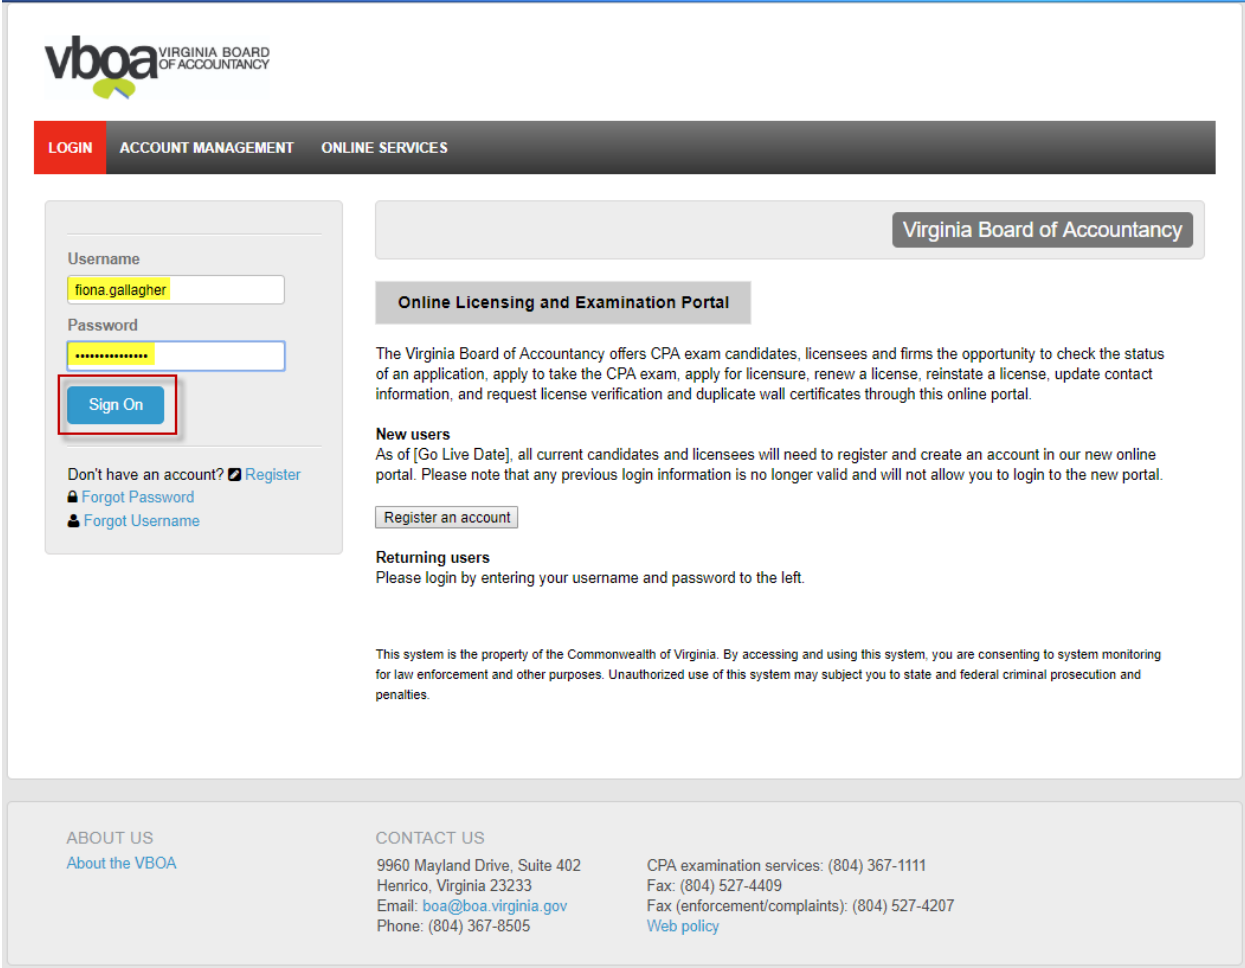 vboa VIRGINIA BOARD
OF ACCOUNTANCY
LOGIN ACCOUNT MANAGEMENT ONLINE SERVICES
Username
fiona.gallagher
Password
•••••••••••••••
Sign On
Don't have an account? Register
Forgot Password
Forgot Username
Virginia Board of Accountancy
Online Licensing and Examination Portal
The Virginia Board of Accountancy offers CPA exam candidates, licensees and firms the opportunity to check the status
of an application, apply to take the CPA exam, apply for licensure, renew a license, reinstate a license, update contact
information, and request license verification and duplicate wall certificates through this online portal.
New users
As of [Go Live Date], all current candidates and licensees will need to register and create an account in our new online
portal. Please note that any previous login information is no longer valid and will not allow you to login to the new portal.
Register an account
Returning users
Please login by entering your username and password to the left.
This system is the property of the Commonwealth of Virginia. By accessing and using this system, you are consenting to system monitoring
for law enforcement and other purposes. Unauthorized use of this system may subject you to state and federal criminal prosecution and
penalties.
ABOUT US
About the VBOA
CONTACT US
9960 Mayland Drive, Suite 402
Henrico, Virginia 23233
Email: boa@boa.virginia.gov
Phone: (804) 367-8505
CPA examination services: (804) 367-1111
Fax: (804) 527-4409
Fax (enforcement/complaints): (804) 527-4207
Web policy